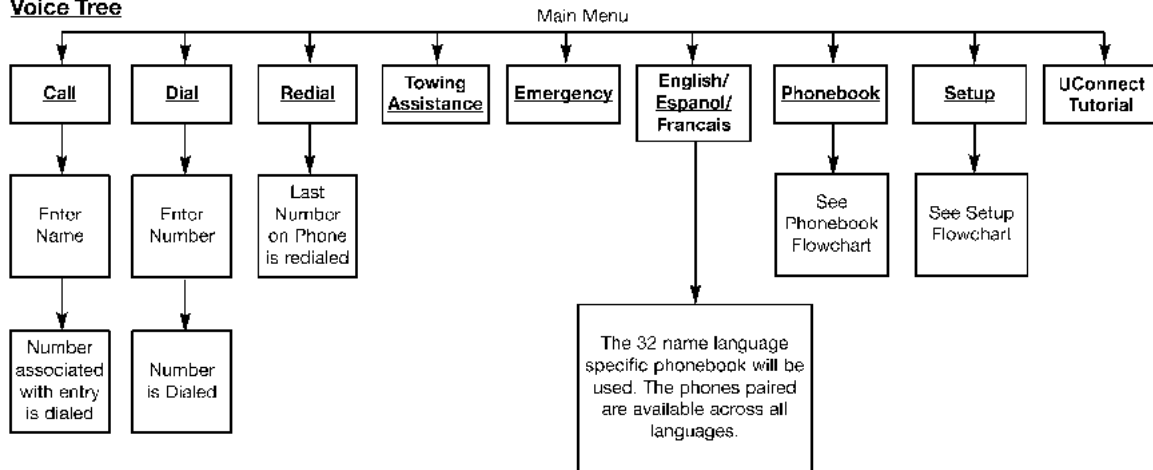 Voice Tree
Main Menu
Call
Dial
Redial
Towing
Assistance
Emergency
English/
Espanol/
Francais
Phonebook
Setup
UConnect
Tutorial
Enter
Name
Enter
Number
Last
Number
on Phone
is redialed
See
Phonebook
Flowchart
See Setup
Flowchart
Number
associated
with entry
is dialed
Number
is Dialed
The 32 name language
specific phonebook will be
used. The phones paired
are available across all
languages.